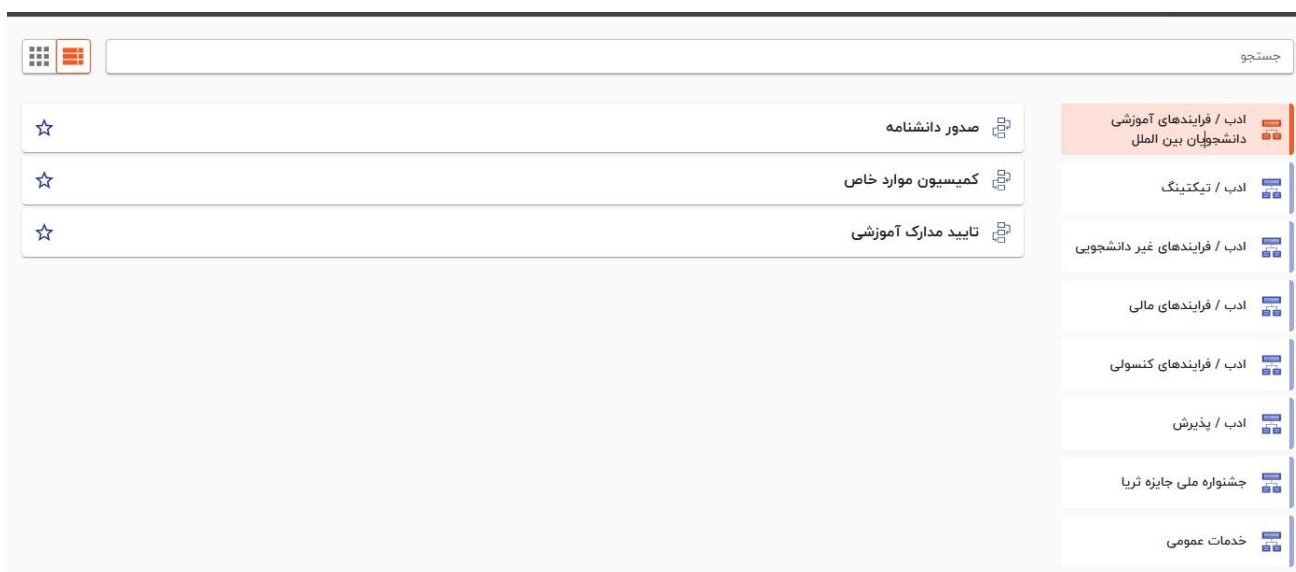 جستجو
ادب / فرایندهای آموزشی
دانشجویان بین الملل
ادب / تیکتینگ
ادب / فرایندهای غیر دانشجویی
ادب / فرایندهای مالی
ادب / فرایندهای کنسولی
ادب / پذیرش
جشنواره ملی جایزه ثریا
خدمات عمومی
صدور دانشنامه
کمیسیون موارد خاص
تایید مدارک آموزشی